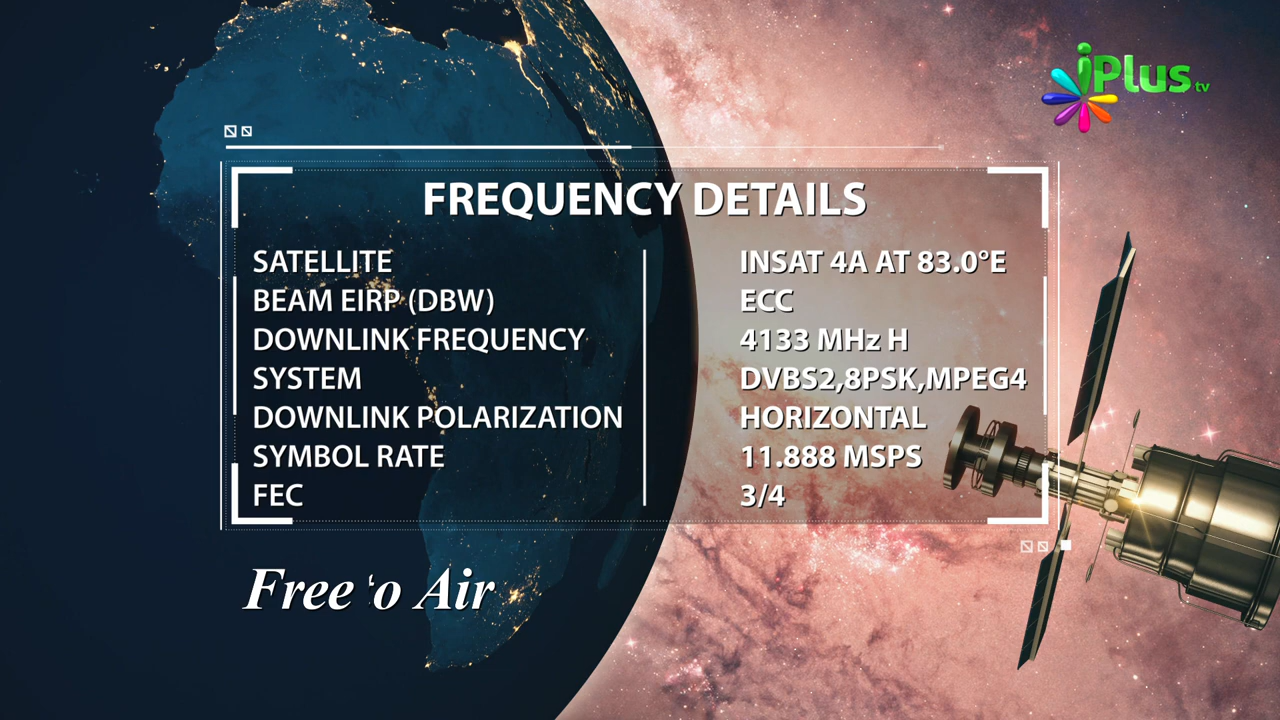 iPlus tv
FREQUENCY DETAILS
SATELLITE INSAT 4A AT 83.0°E
BEAM EIRP (DBW) ECC
DOWNLINK FREQUENCY 4133 MHz H
SYSTEM DVBS2,8PSK,MPEG4
DOWNLINK POLARIZATION HORIZONTAL
SYMBOL RATE 11.888 MSPS
FEC 3/4
Free 'o Air